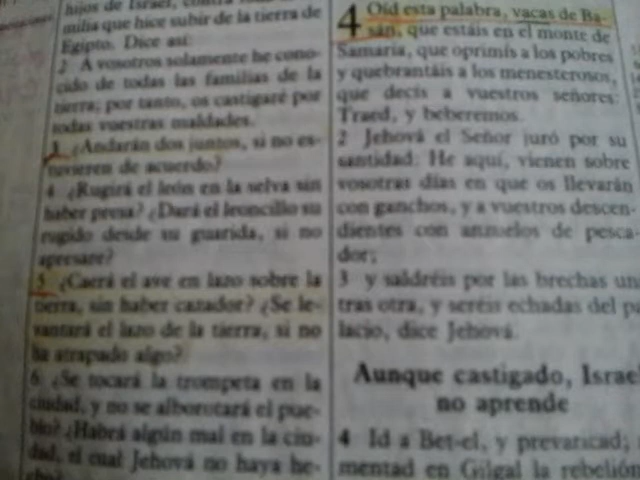 hijos de Israel, contra
milia que hice subir de la tierra de
Egipto. Dice así:
2 A vosotros solamente he cono-
cido de todas las familias de la
tierra; por tanto, os castigaré por
todas vuestras maldades.
3 ¿Andarán dos juntos, si no es-
tuvieren de acuerdo?
4 ¿Rugirá el león en la selva sin
haber presa? ¿Dará el leoncillo su
rugido desde su guarida, si no
apresare?
5 ¿Caerá el ave en lazo sobre la
tierra, sin haber cazador? ¿Se le-
vantará el lazo de la tierra, si no
ha atrapado algo?
6 ¿Se tocará la trompeta en la
ciudad, y no se alborotará el pue-
blo? ¿Habrá algún mal en la ciu-
dad, el cual Jehová no haya he-
4 Oíd esta palabra, vacas de Ba-
sán, que estáis en el monte de
Samaria, que oprimís a los pobres
y quebrantáis a los menesterosos,
que decís a vuestros señores:
Traed, y beberemos.
2 Jehová el Señor juró por su
santidad: He aquí, vienen sobre
vosotras días en que os llevarán
con ganchos, y a vuestros descen-
dientes con anzuelos de pesca-
dor;
3 y saldréis por las brechas un
tras otra, y seréis echadas del pa
lacio, dice Jehová.
Aunque castigado, Israel
no aprende
4 Id a Bet-el, y prevaricad;
mentad en Gilgal la rebelión